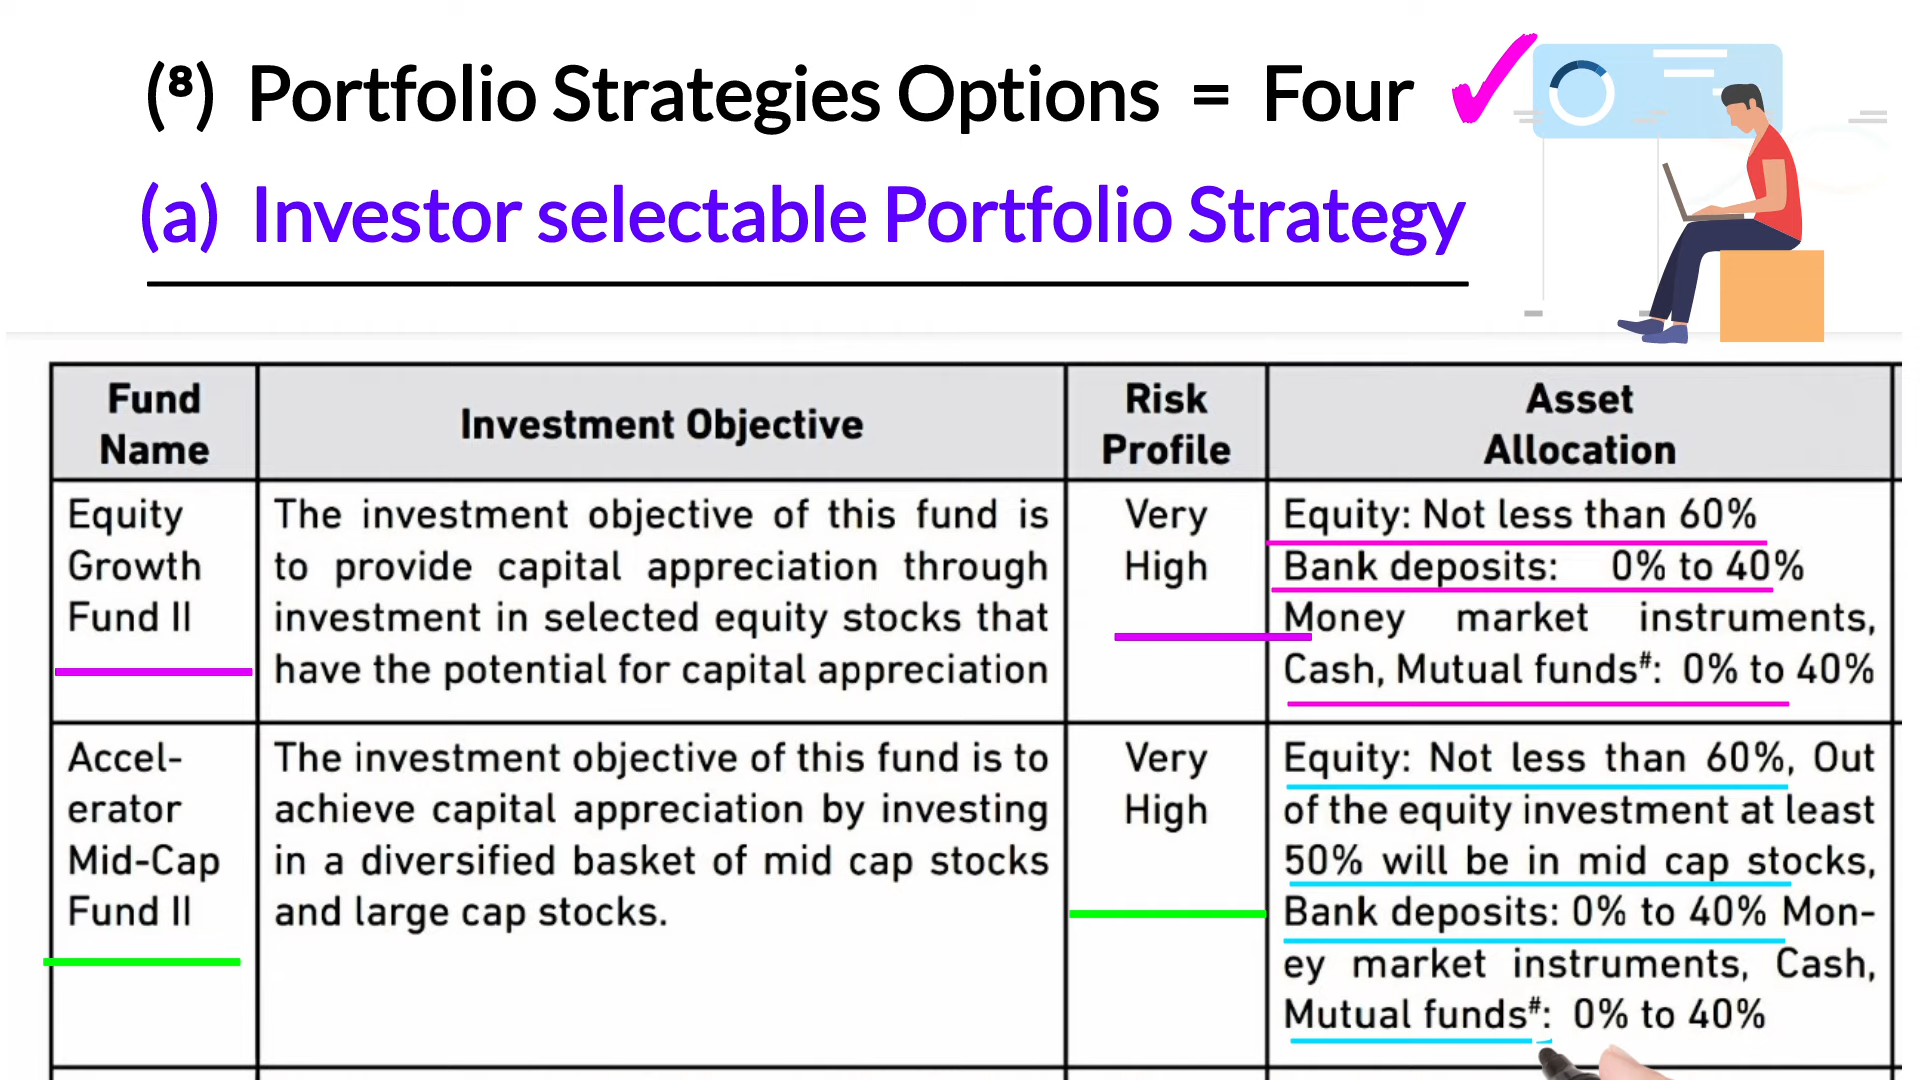 (8) Portfolio Strategies Options = Four
(a) Investor selectable Portfolio Strategy
Fund
Name
Investment Objective
Risk
Profile
Asset
Allocation
Equity
Growth
Fund II
The investment objective of this fund is
to provide capital appreciation through
investment in selected equity stocks that
have the potential for capital appreciation
Very
High
Equity: Not less than 60%
Bank deposits: 0% to 40%
Money market instruments,
Cash, Mutual funds#: 0% to 40%
Accel-
erator
Mid-Cap
Fund II
The investment objective of this fund is to
achieve capital appreciation by investing
in a diversified basket of mid cap stocks
and large cap stocks.
Very
High
Equity: Not less than 60%, Out
of the equity investment at least
50% will be in mid cap stocks,
Bank deposits: 0% to 40% Mon-
ey market instruments, Cash,
Mutual funds#: 0% to 40%